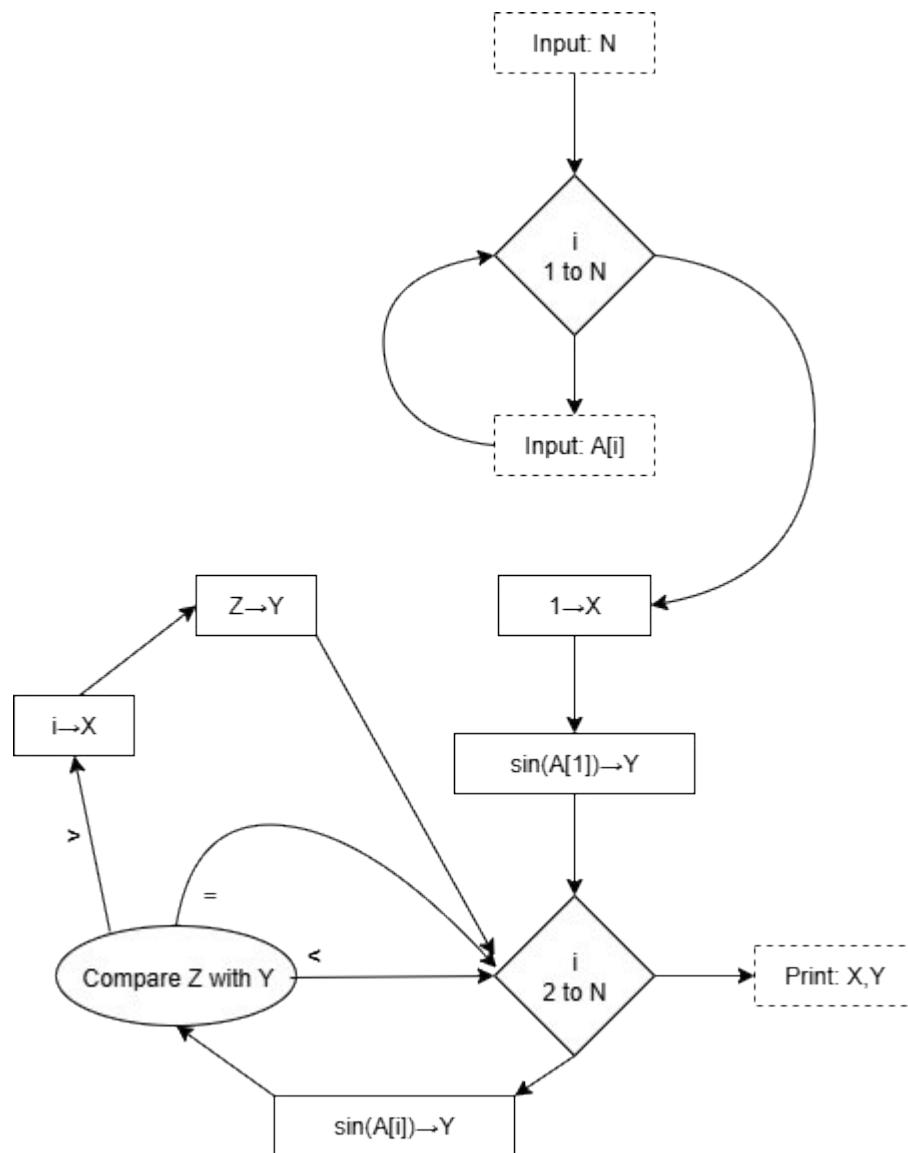 Input: N
i
1 to N
Input: A[i]
Z→Y
1→X
i→X
sin(A[1])→Y
>
=
<
Compare Z with Y
i
2 to N
Print: X,Y
sin(A[i])→Y